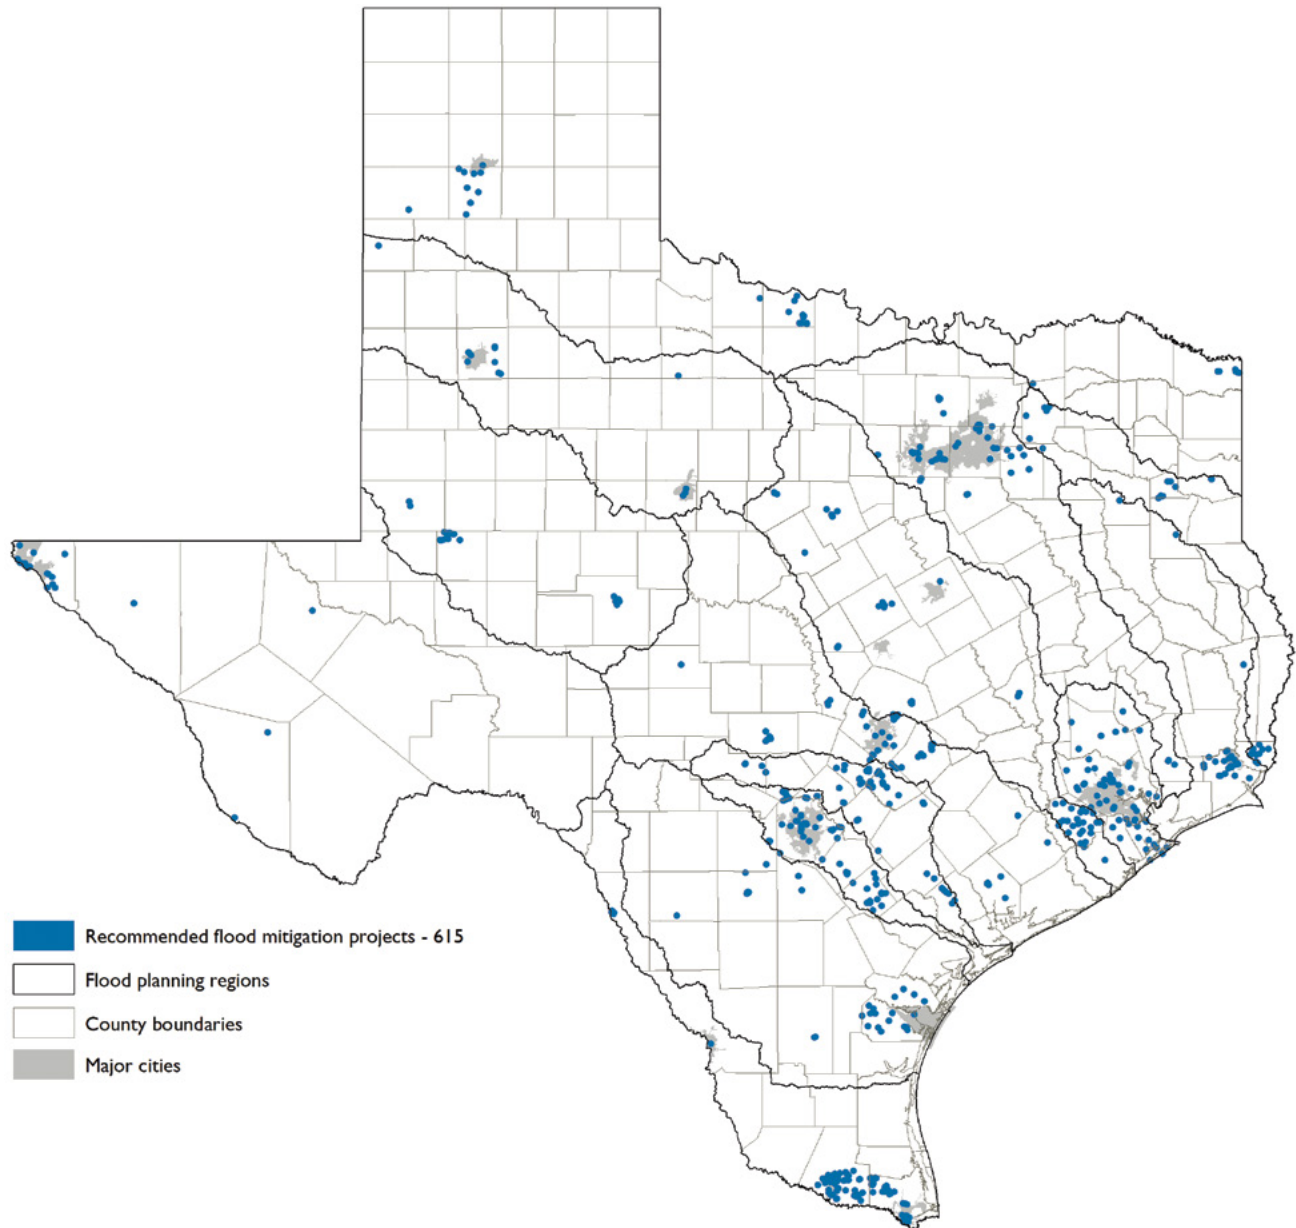 Recommended flood mitigation projects - 615
Flood planning regions
County boundaries
Major cities